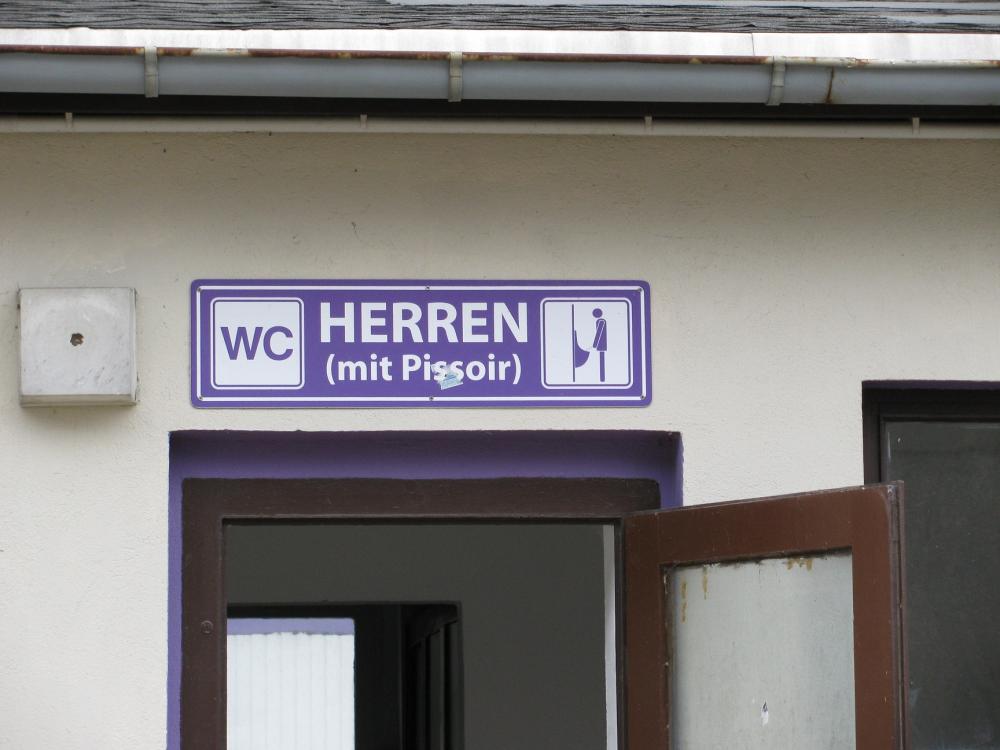 WC
HERREN
(mit Pissoir)